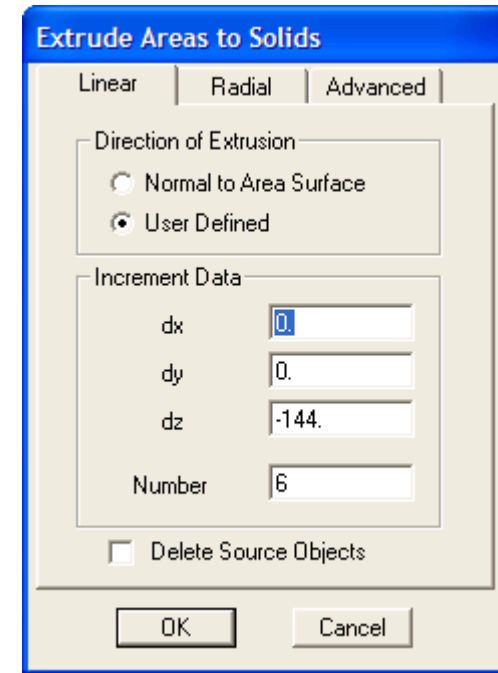 Extrude Areas to Solids
Linear Radial Advanced
Direction of Extrusion
Normal to Area Surface
User Defined
Increment Data
dx 0.
dy 0.
dz -144.
Number 6
Delete Source Objects
OK Cancel